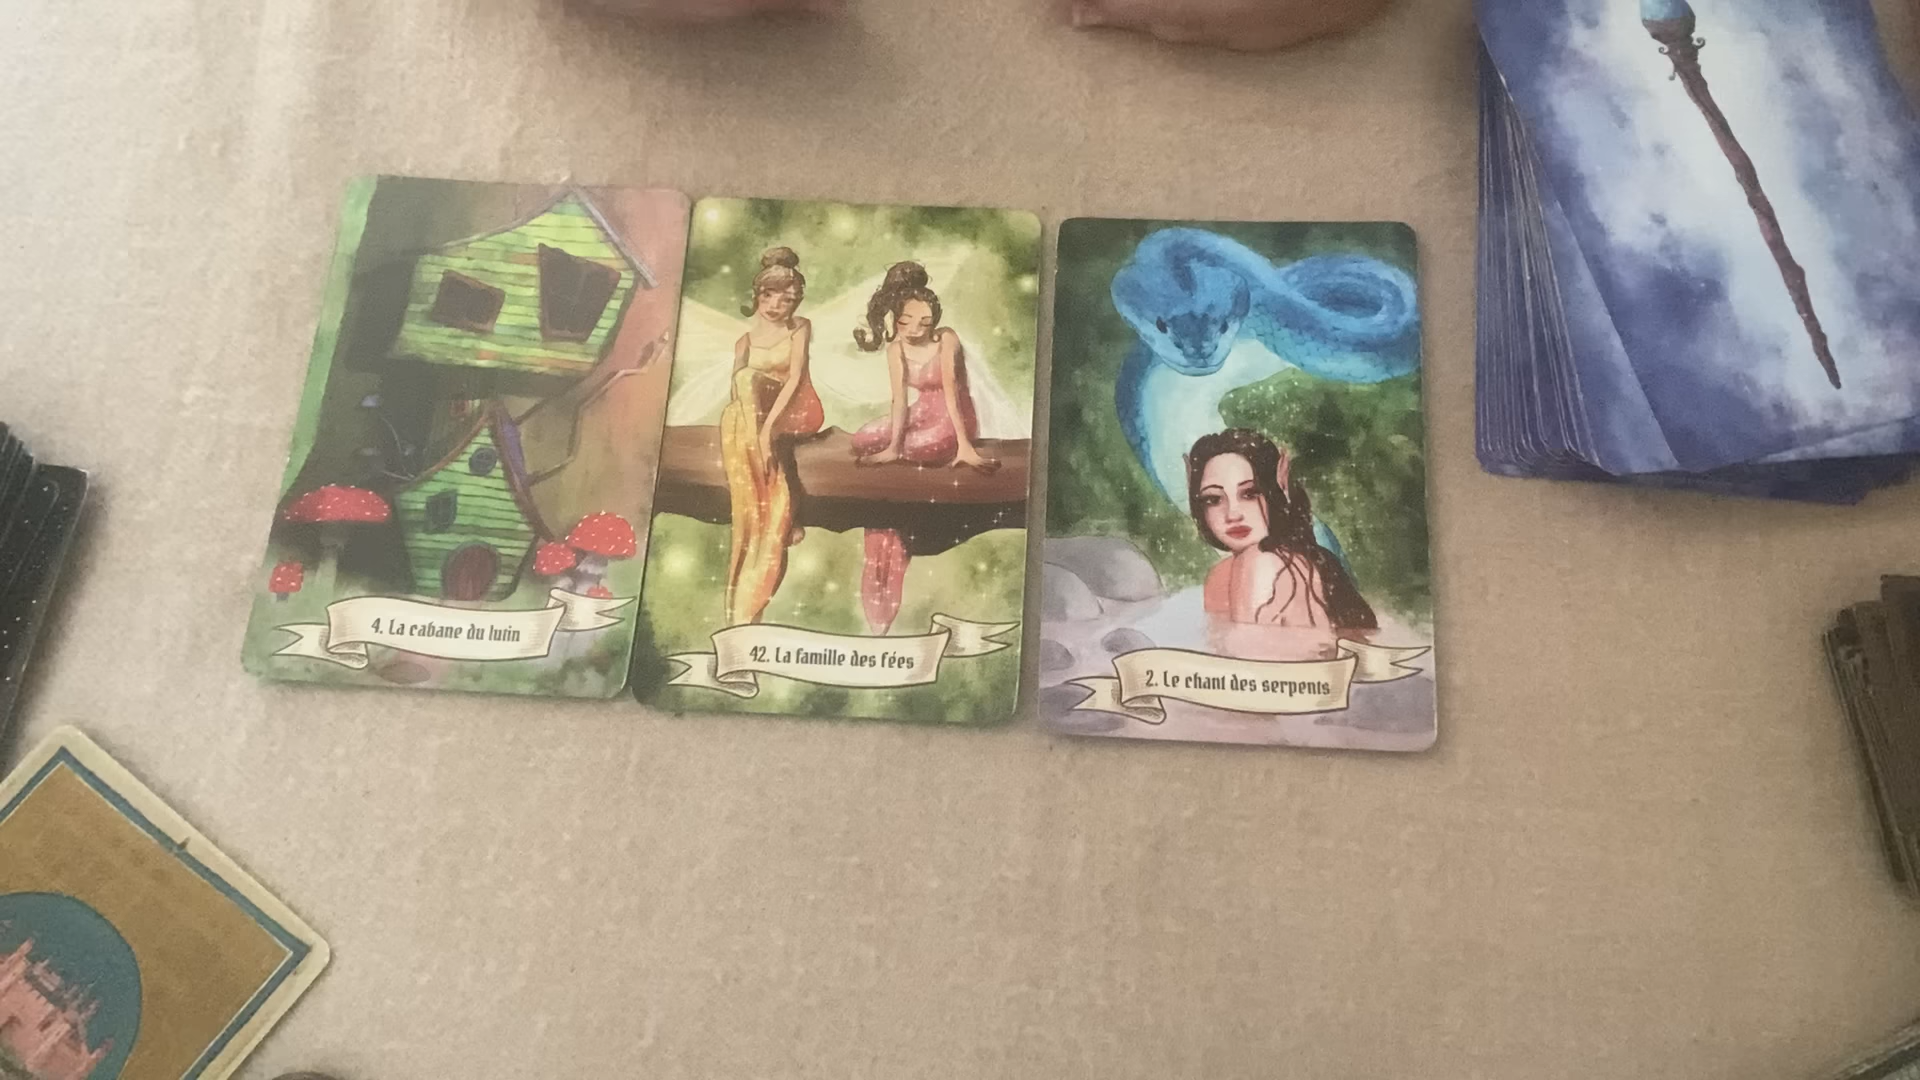 4. La cabane du lutin
42. La famille des fées
2. Le chant des serpents